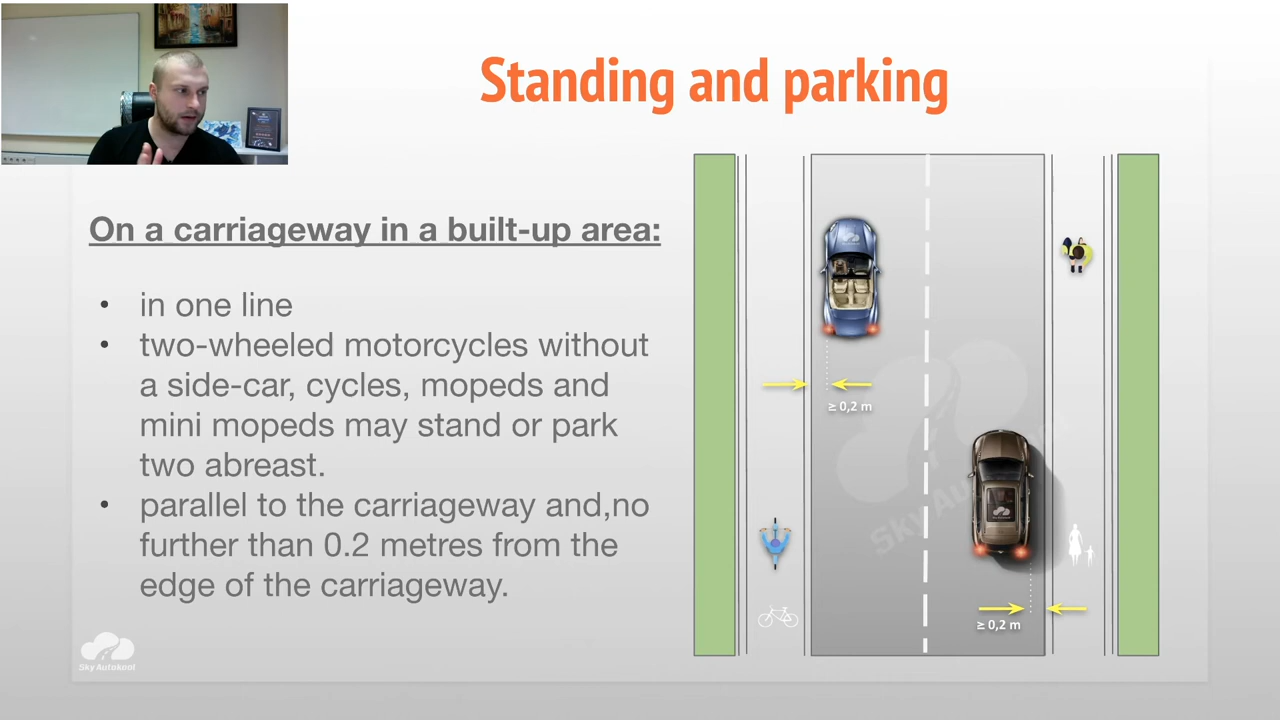 Standing and parking
On a carriageway in a built-up area:
• in one line
• two-wheeled motorcycles without
a side-car, cycles, mopeds and
mini mopeds may stand or park
two abreast.
• parallel to the carriageway and,no
further than 0.2 metres from the
edge of the carriageway.
≥ 0,2 m
≥ 0,2 m
Sky Autokool
Sky Autokool